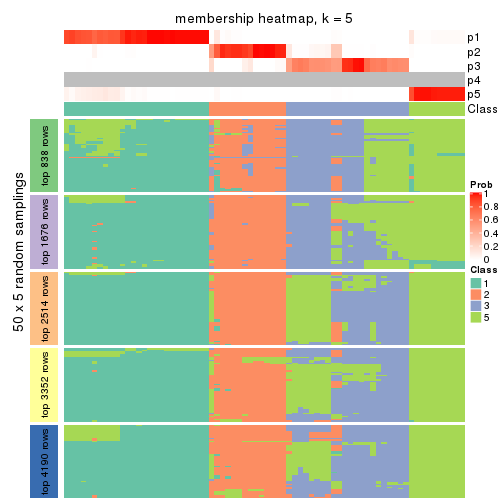 membership heatmap, k = 5
p1
p2
p3
p4
p5
Class
50 x 5 random samplings
top 838 rows
top 1676 rows
top 2514 rows
top 3352 rows
top 4190 rows
Prob
1
0.8
0.6
0.4
0.2
0
Class
1
2
3
5